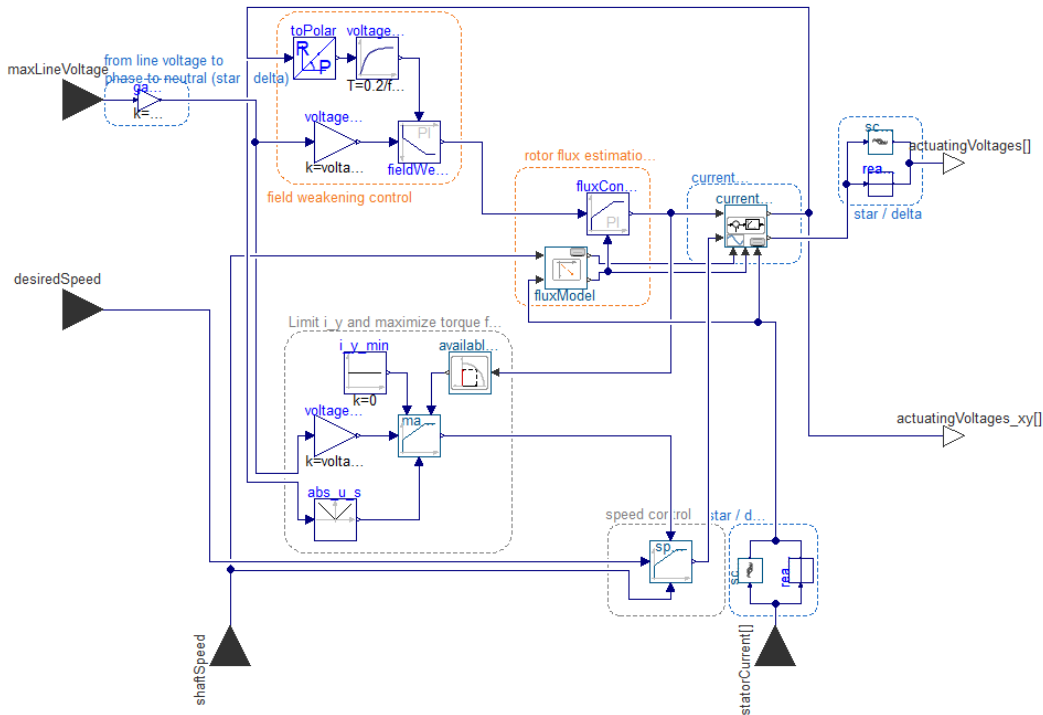 toPolar
voltage...
from line voltage to
phase to neutral (star delta)
maxLineVoltage
ga...
k=...
T=0.2/f...
voltage...
PI
k=volta...
fieldWe...
field weakening control
sc...
actuatingVoltages[]
rea...
star / delta
rotor flux estimatio...
fluxCon...
PI
current...
current...
fluxModel
desiredSpeed
Limit i_y and maximize torque f...
i_y_min
availabl...
k=0
voltage...
ma...
k=volta...
actuatingVoltages_xy[]
abs_u_s
speed control
star / d...
sp...
sc
rea
shaftSpeed
statorCurrent[]